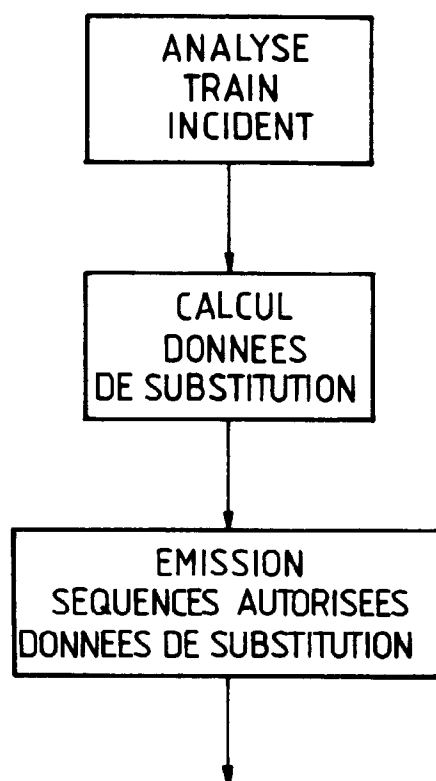 ANALYSE
TRAIN
INCIDENT
CALCUL
DONNEES
DE SUBSTITUTION
EMISSION
SEQUENCES AUTORISEES
DONNEES DE SUBSTITUTION